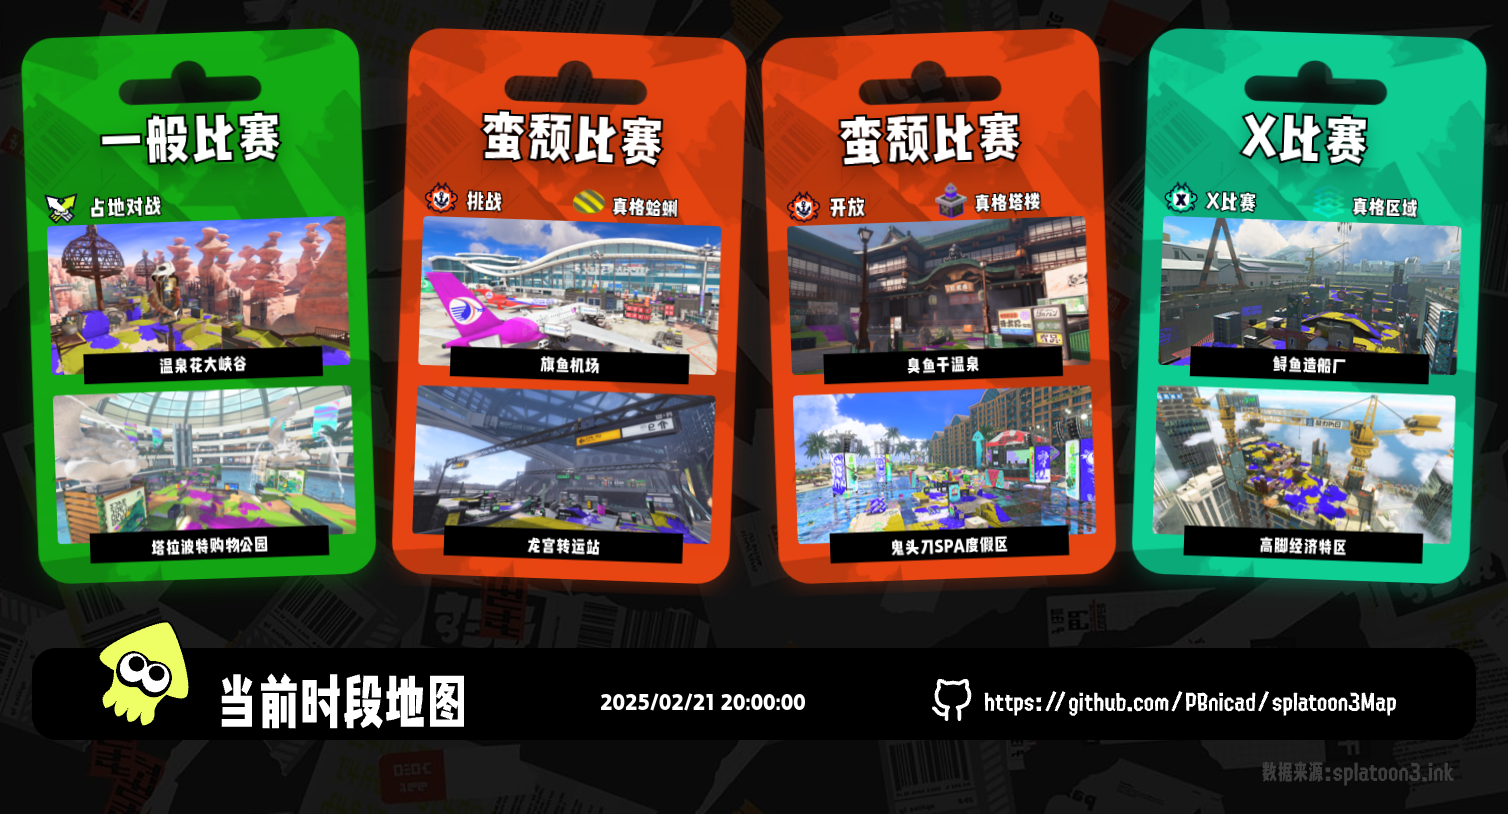 一般比赛
占地对战
温泉花大峡谷
塔拉波特购物公园
蛮颓比赛
挑战
真格蛤蜊
旗鱼机场
龙宫转运站
蛮颓比赛
开放
真格塔楼
臭鱼干温泉
鬼头刀SPA度假区
X比赛
X比赛
真格区域
鲟鱼造船厂
高脚经济特区
当前时段地图
2025/02/21 20:00:00
https://github.com/PBnicad/splatoon3Map
数据来源:splatoon3.ink